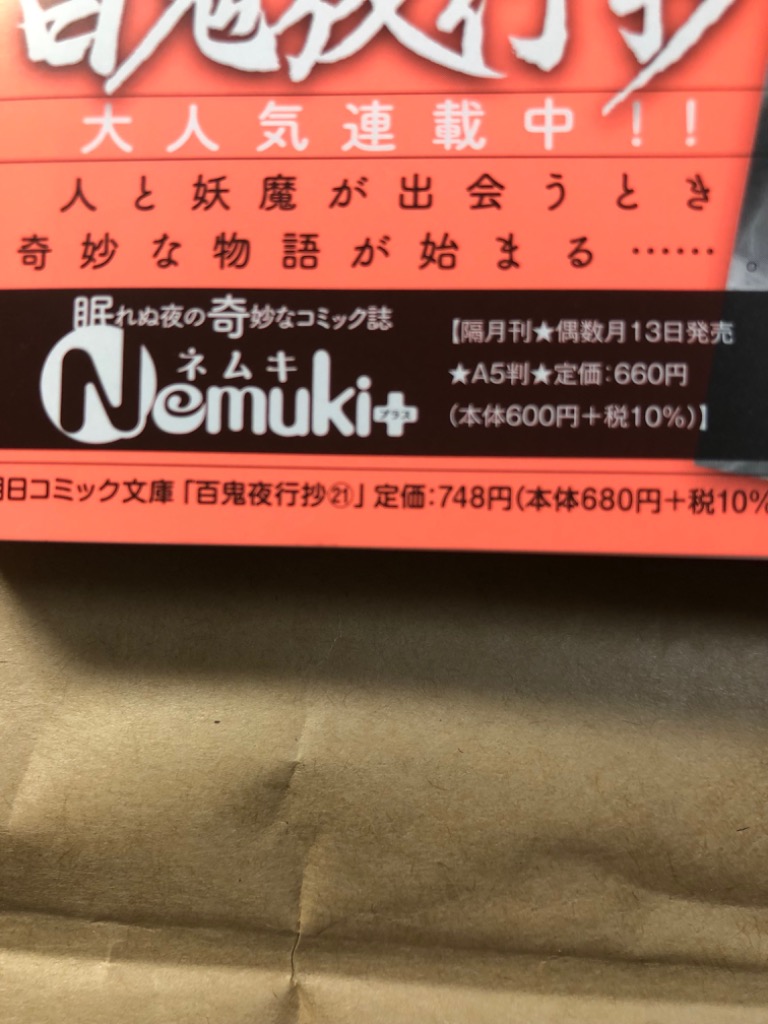 百鬼夜行抄
大人気連載中！！
人と妖魔が出会うとき
奇妙な物語が始まる……。
眠れぬ夜の奇妙なコミック誌
ネムキ
Nemuki+
プラス
【隔月刊★偶数月13日発売
★A5判★定価：660円
（本体600円＋税10%）】
日コミック文庫「百鬼夜行抄㉑」定価：748円（本体680円＋税10%